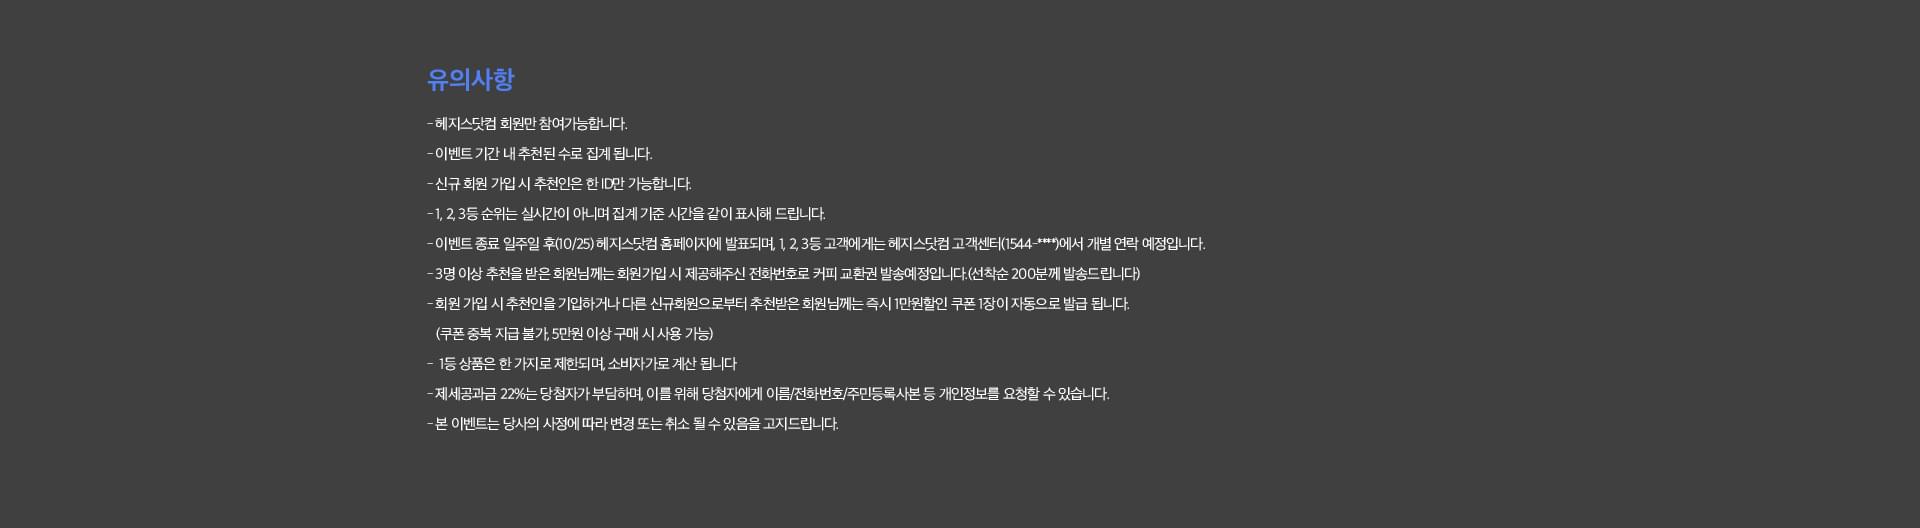 유의사항
- 헤지스닷컴 회원만 참여가능합니다.
- 이벤트 기간 내 추천된 수로 집계 됩니다.
- 신규 회원 가입 시 추천인은 한 ID만 가능합니다.
- 1, 2, 3등 순위는 실시간이 아니며 집계 기준 시간을 같이 표시해 드립니다.
- 이벤트 종료 일주일 후(10/25) 헤지스닷컴 홈페이지에 발표되며, 1, 2, 3등 고객에게는 헤지스닷컴 고객센터(1544-****)에서 개별 연락 예정입니다.
- 3명 이상 추천을 받은 회원님께는 회원가입 시 제공해주신 전화번호로 커피 교환권 발송예정입니다.(선착순 200분께 발송드립니다)
- 회원 가입 시 추천인을 기입하거나 다른 신규회원으로부터 추천받은 회원님께는 즉시 1만원할인 쿠폰 1장이 자동으로 발급 됩니다.
(쿠폰 중복 지급 불가, 5만원 이상 구매 시 사용 가능)
- 1등 상품은 한 가지로 제한되며, 소비자가로 계산 됩니다
- 제세공과금 22%는 당첨자가 부담하며, 이를 위해 당첨자에게 이름/전화번호/주민등록사본 등 개인정보를 요청할 수 있습니다.
- 본 이벤트는 당사의 사정에 따라 변경 또는 취소 될 수 있음을 고지드립니다.